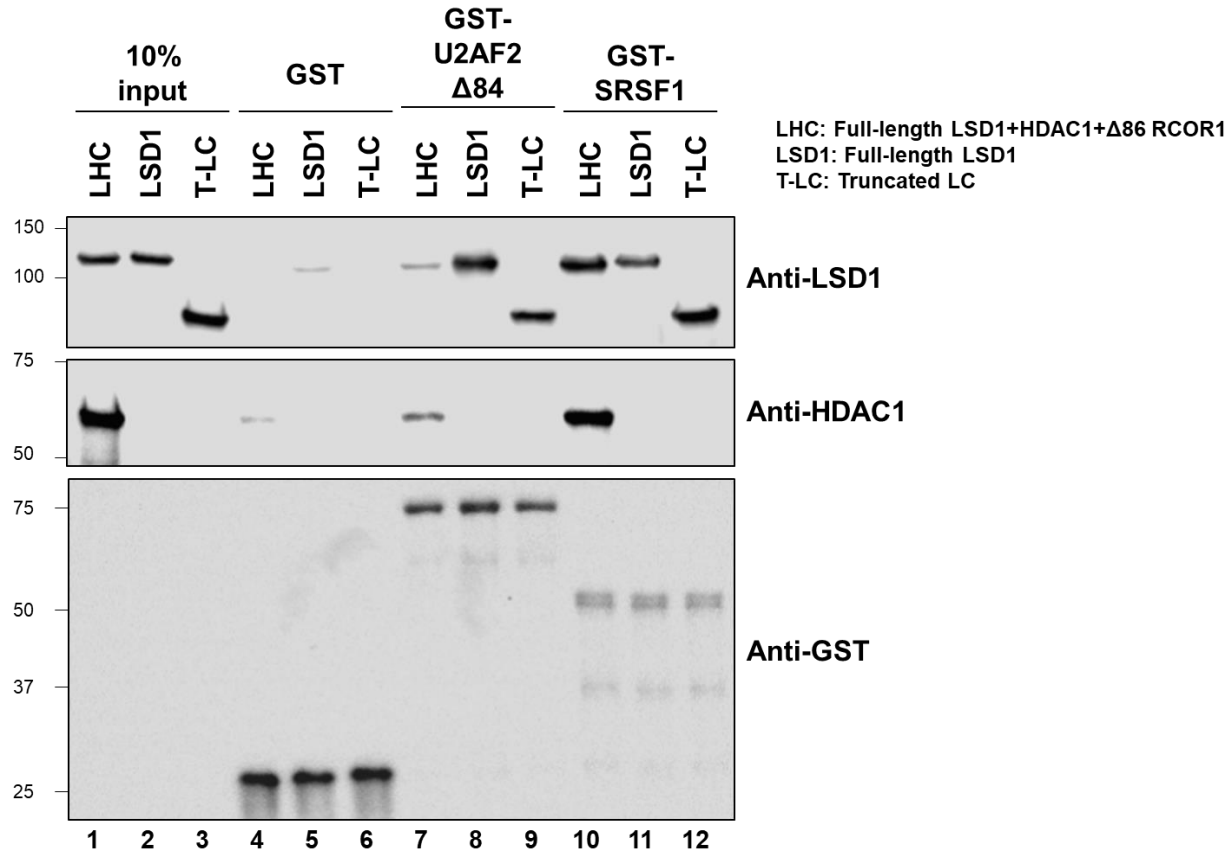 10%
input
GST
GST-
U2AF2
Δ84
GST-
SRSF1
LHC LSD1 T-LC LHC LSD1 T-LC LHC LSD1 T-LC LHC LSD1 T-LC
LHC: Full-length LSD1+HDAC1+Δ86 RCOR1
LSD1: Full-length LSD1
T-LC: Truncated LC
150
100
Anti-LSD1
75
50
Anti-HDAC1
75
50
37
25
Anti-GST
1 2 3 4 5 6 7 8 9 10 11 12